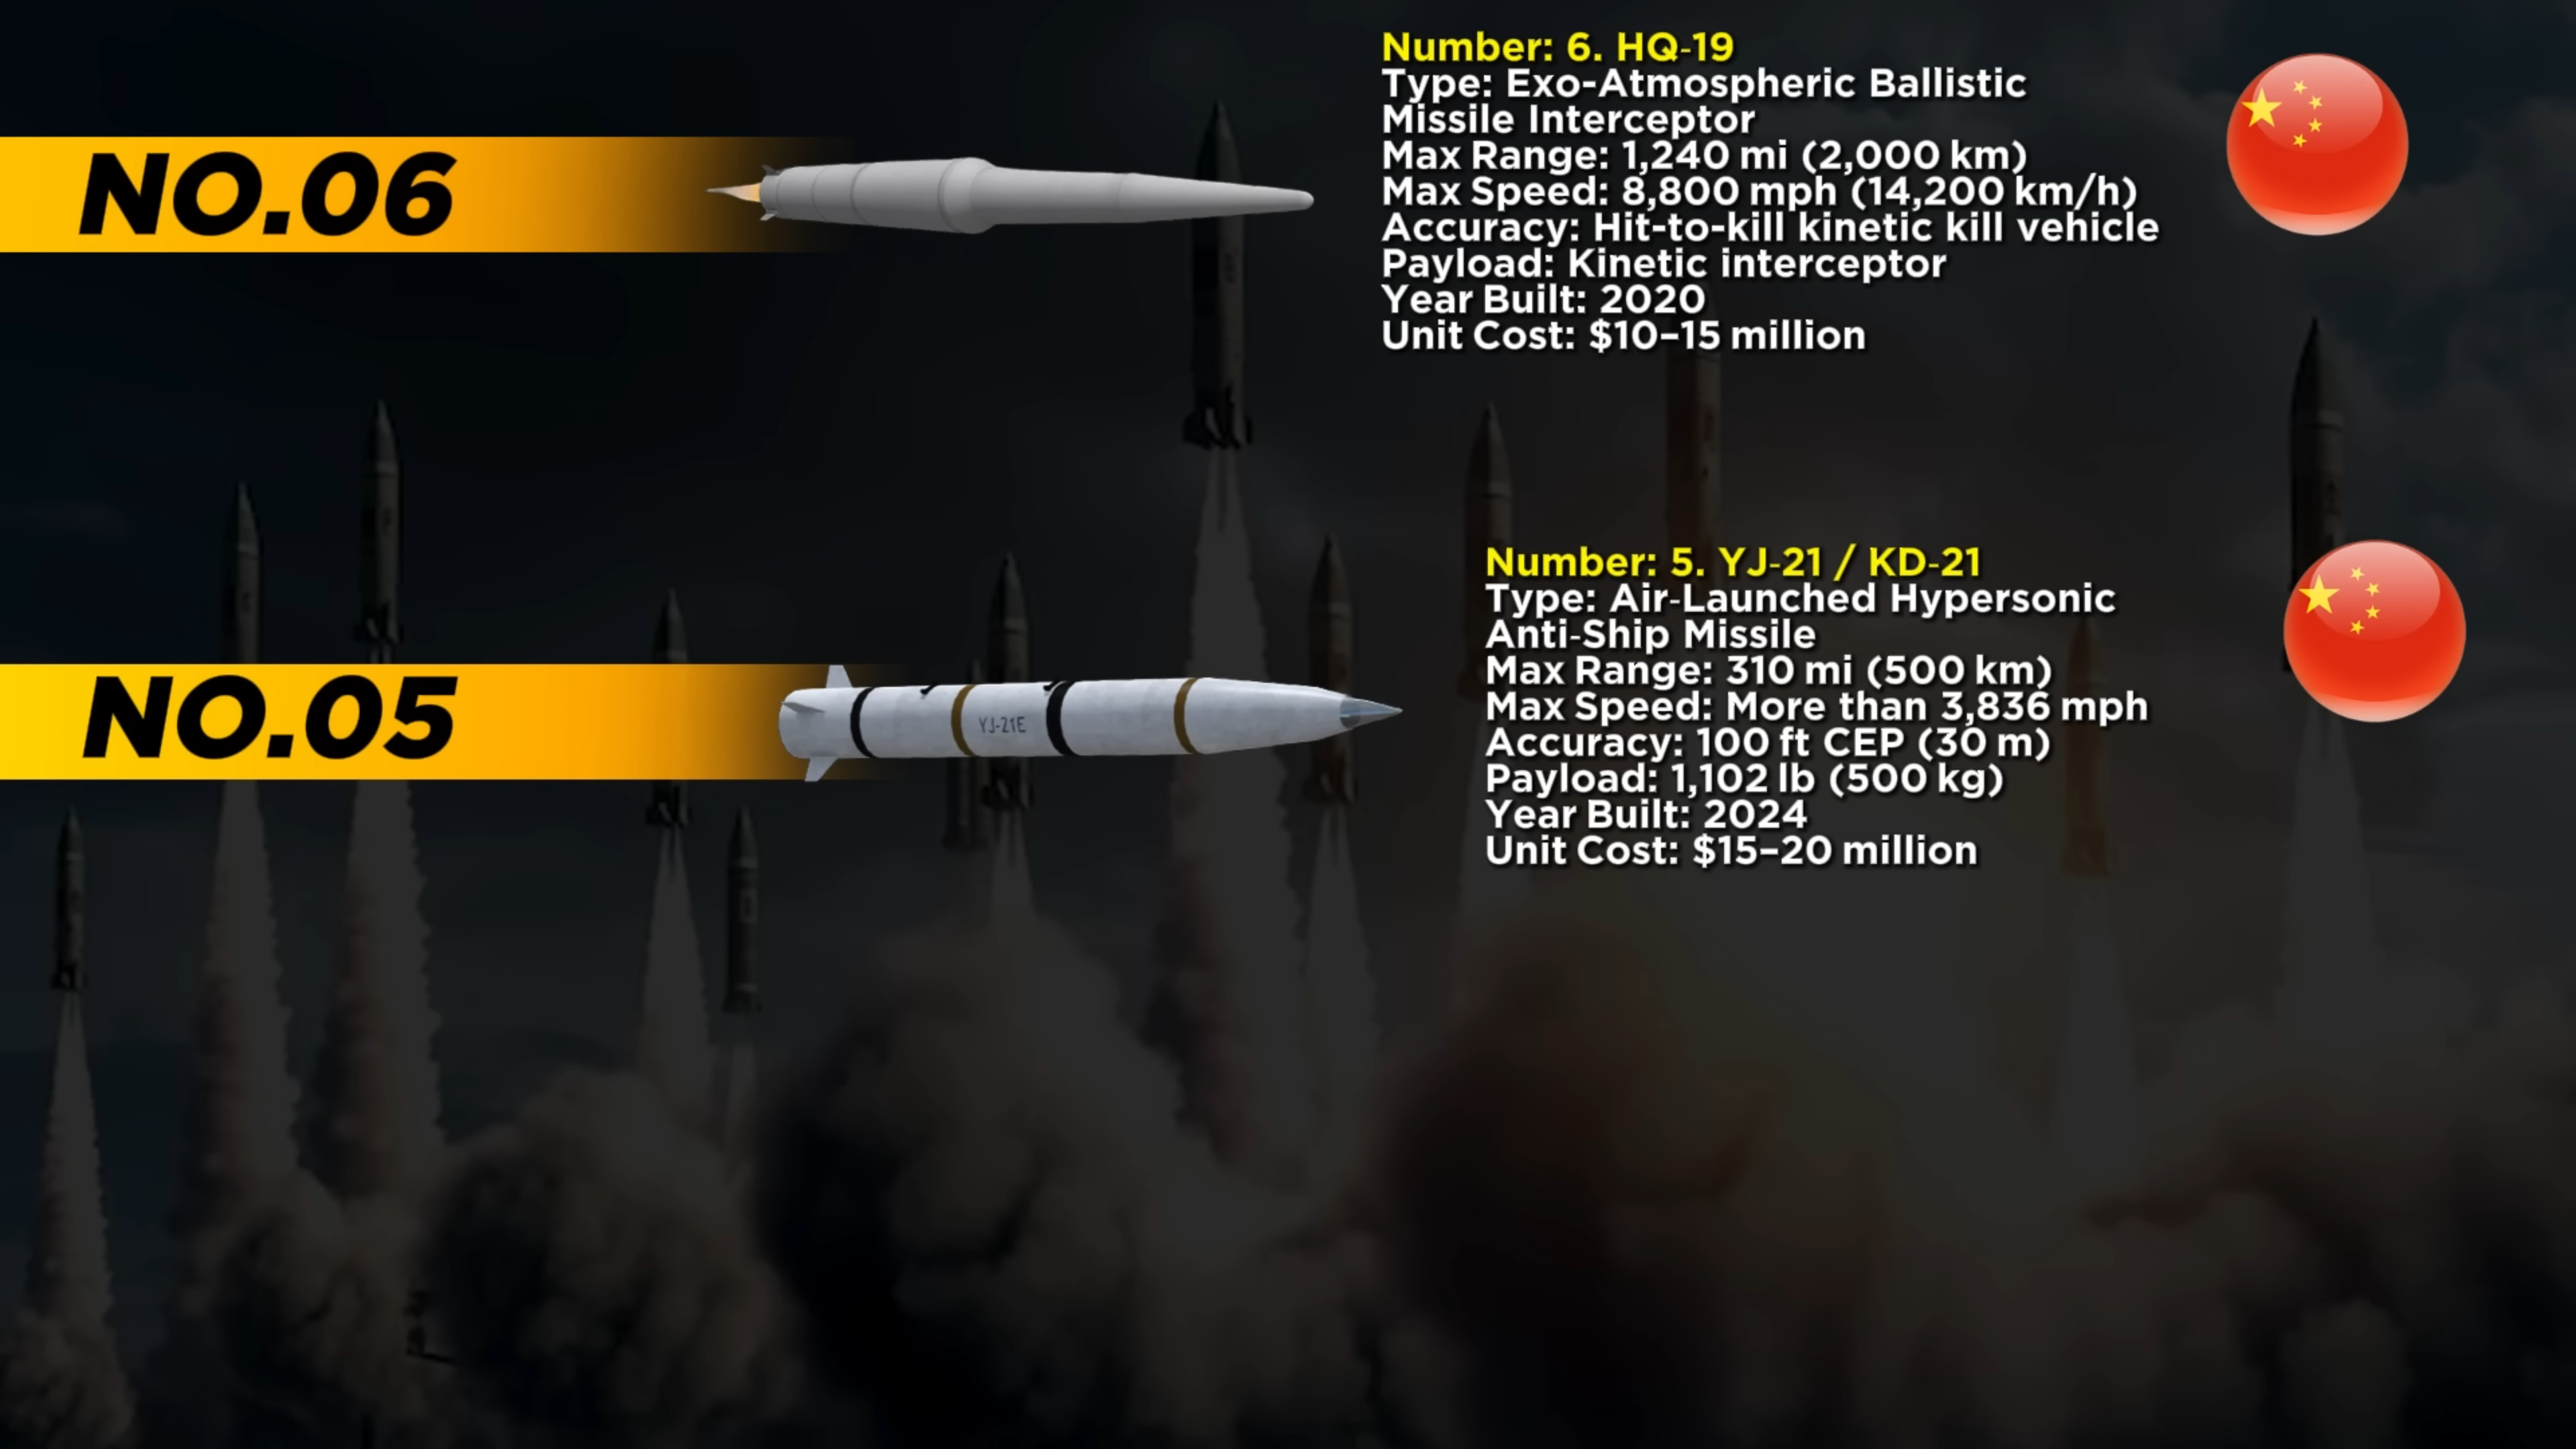 NO.06
Number: 6. HQ-19
Type: Exo-Atmospheric Ballistic
Missile Interceptor
Max Range: 1,240 mi (2,000 km)
Max Speed: 8,800 mph (14,200 km/h)
Accuracy: Hit-to-kill kinetic kill vehicle
Payload: Kinetic interceptor
Year Built: 2020
Unit Cost: $10–15 million
NO.05
YJ-21E
Number: 5. YJ-21 / KD-21
Type: Air-Launched Hypersonic
Anti-Ship Missile
Max Range: 310 mi (500 km)
Max Speed: More than 3,836 mph
Accuracy: 100 ft CEP (30 m)
Payload: 1,102 lb (500 kg)
Year Built: 2024
Unit Cost: $15–20 million